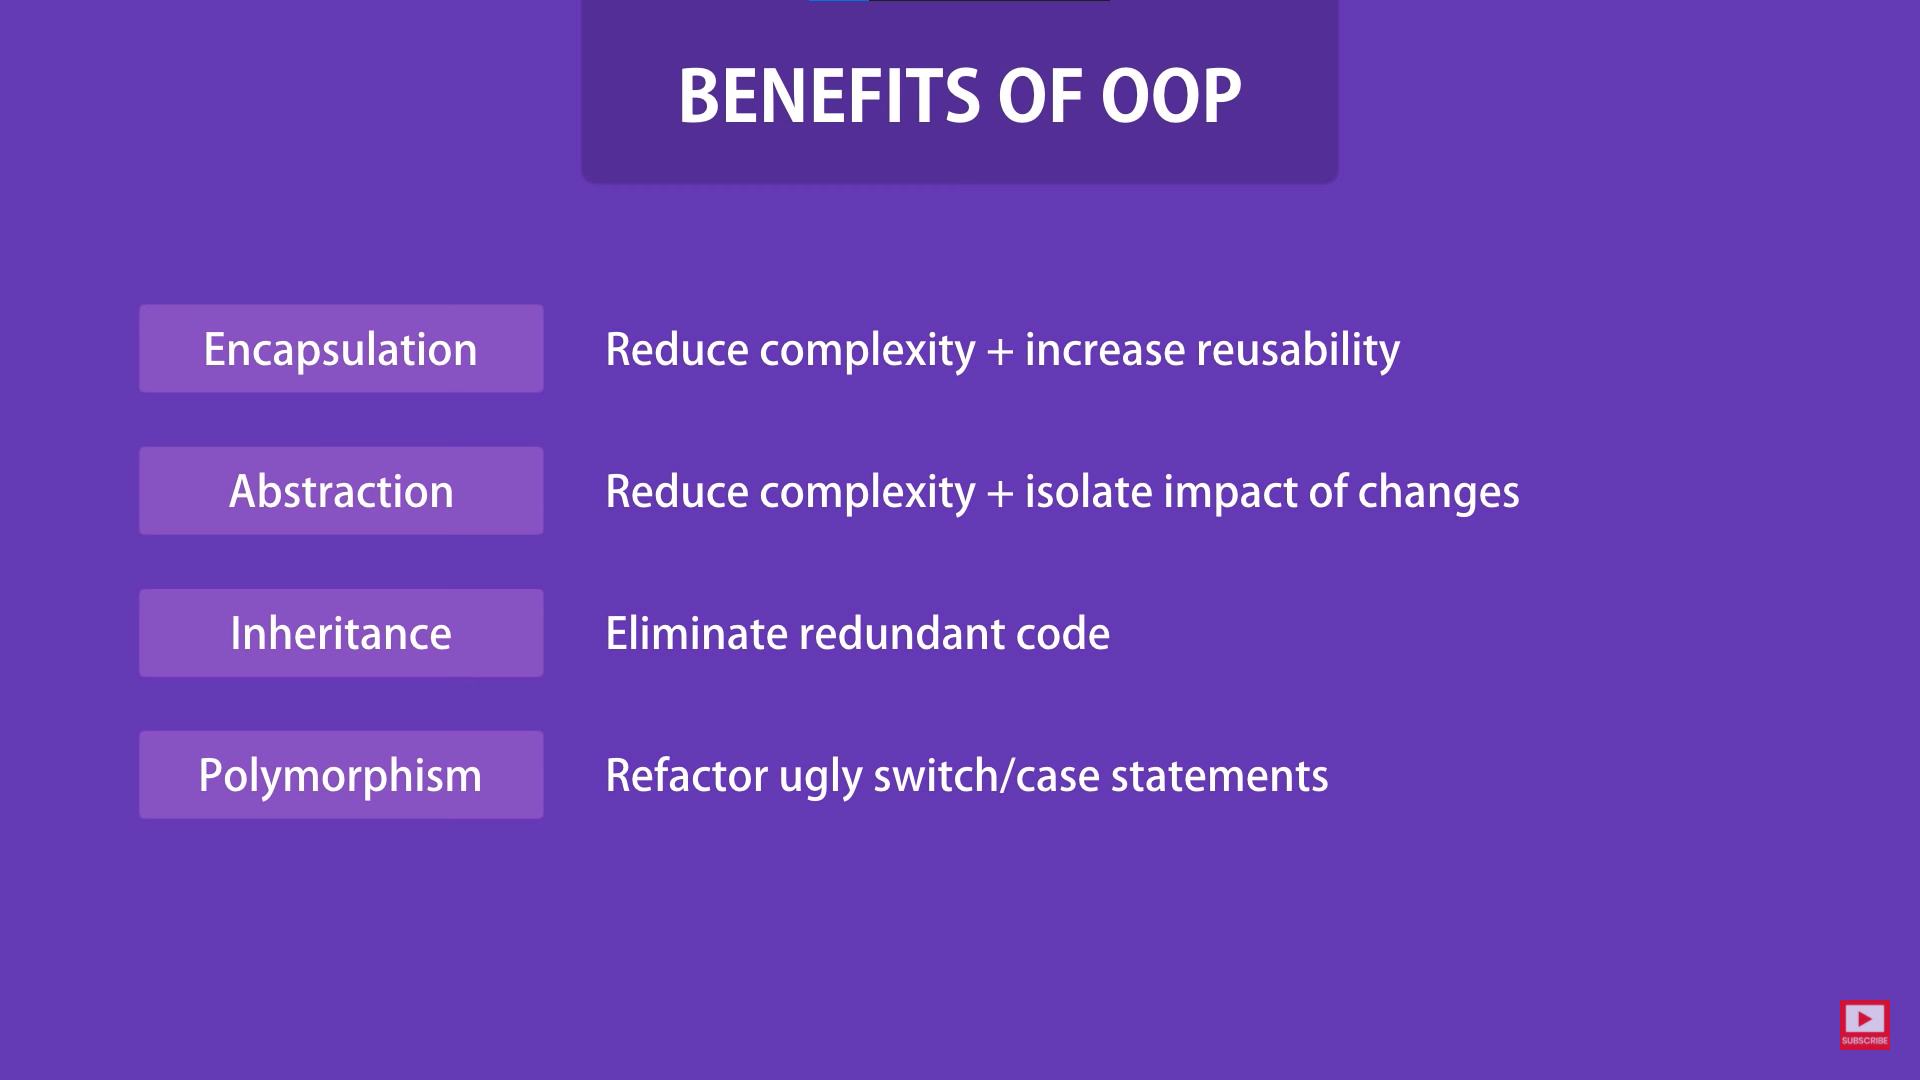 BENEFITS OF OOP
Encapsulation
Reduce complexity + increase reusability
Abstraction
Reduce complexity + isolate impact of changes
Inheritance
Eliminate redundant code
Polymorphism
Refactor ugly switch/case statements
SUBSCRIBE